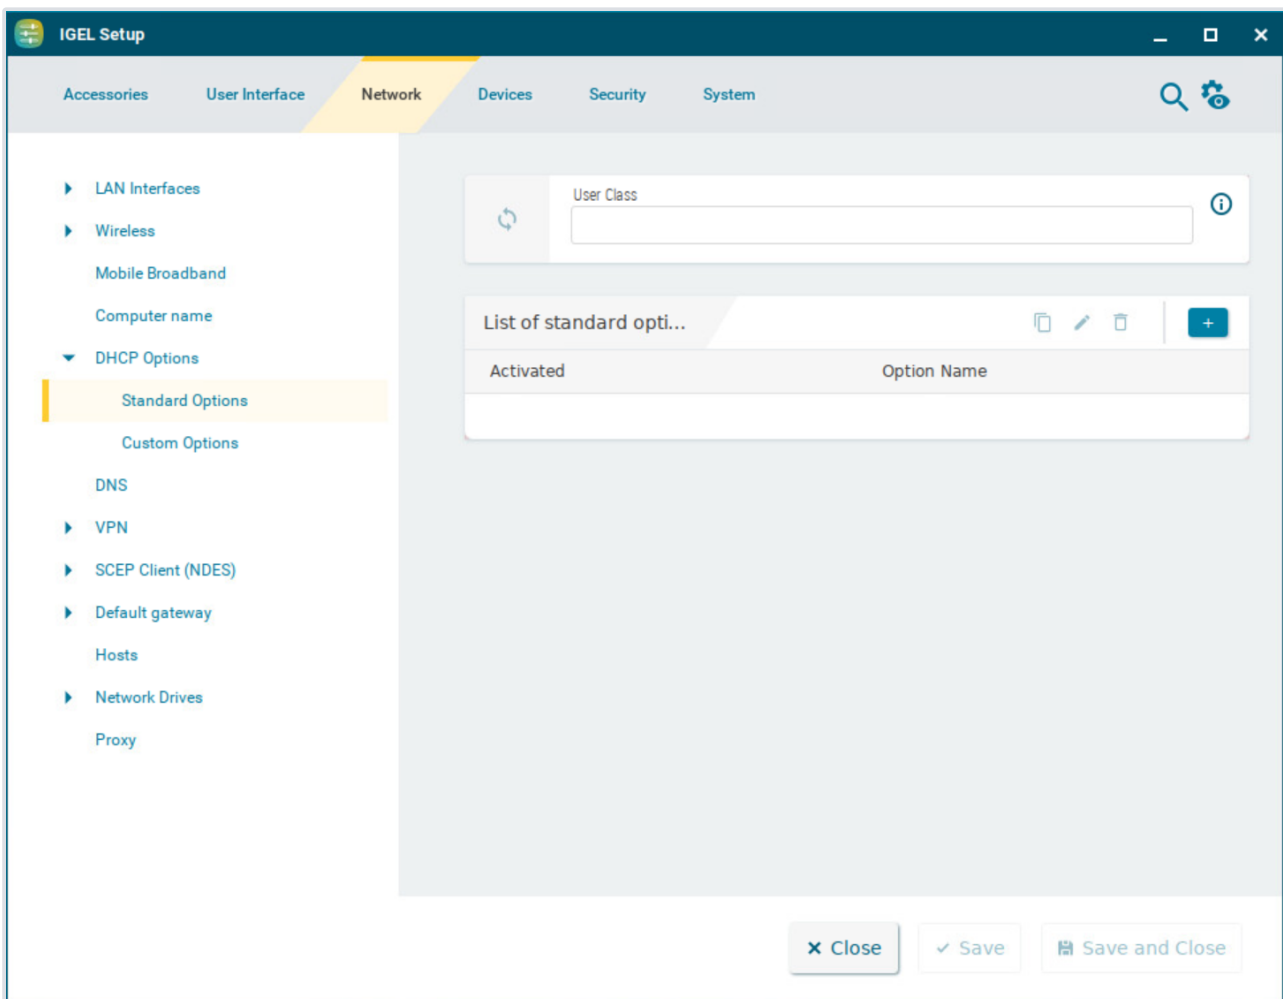 IGEL Setup
Accessories User Interface Network Devices Security System
LAN Interfaces
Wireless
Mobile Broadband
Computer name
DHCP Options
Standard Options
Custom Options
DNS
VPN
SCEP Client (NDES)
Default gateway
Hosts
Network Drives
Proxy
User Class
List of standard opti...
+
Activated Option Name
Close Save Save and Close